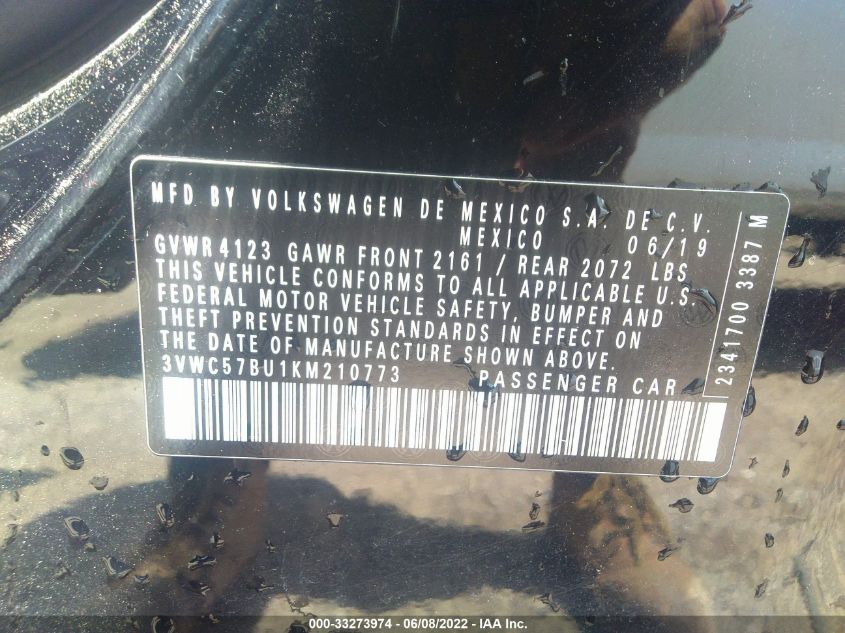 MFD BY VOLKSWAGEN DE MEXICO S.A. DE C.V.
MEXICO 06/19
GVWR 4123 GAWR FRONT 2161 / REAR 2072 LBS
THIS VEHICLE CONFORMS TO ALL APPLICABLE U.S.
FEDERAL MOTOR VEHICLE SAFETY, BUMPER AND
THEFT PREVENTION STANDARDS IN EFFECT ON
THE DATE OF MANUFACTURE SHOWN ABOVE.
3VWC57BU1KM210773 PASSENGER CAR
2341700 3387 M
000-33273974 - 06/08/2022 - IAA Inc.